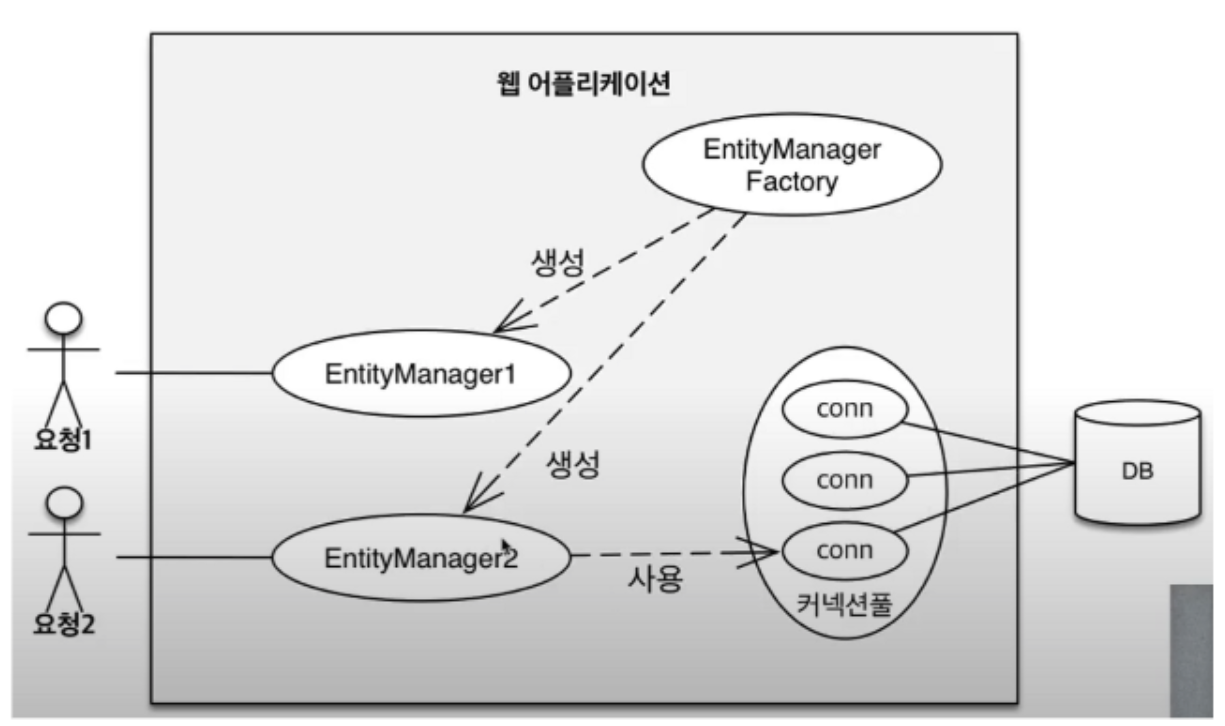 웹 어플리케이션
EntityManager
Factory
생성
EntityManager1
요청1
conn
conn
conn
커넥션풀
DB
생성
EntityManager2
사용
요청2